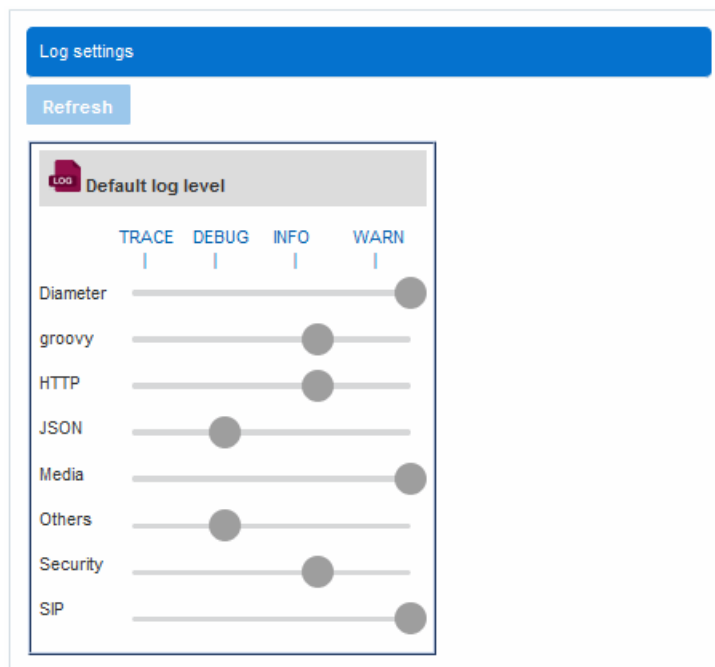 Log settings
Refresh
LOG
Default log level
TRACE DEBUG INFO WARN
Diameter
groovy
HTTP
JSON
Media
Others
Security
SIP